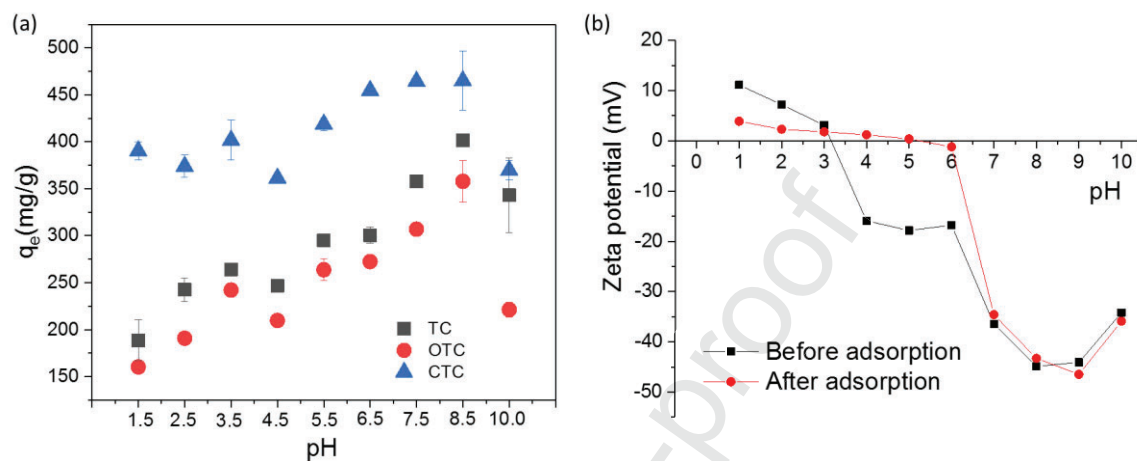 (a)
500
450
400
350
300
250
200
150
qe(mg/g)
1.5 2.5 3.5 4.5 5.5 6.5 7.5 8.5 10.0
pH
TC
OTC
CTC
(b)
20
10
0
-10
-20
-30
-40
-50
Zeta potential (mV)
0 1 2 3 4 5 6 7 8 9 10
pH
Before adsorption
After adsorption
-proof